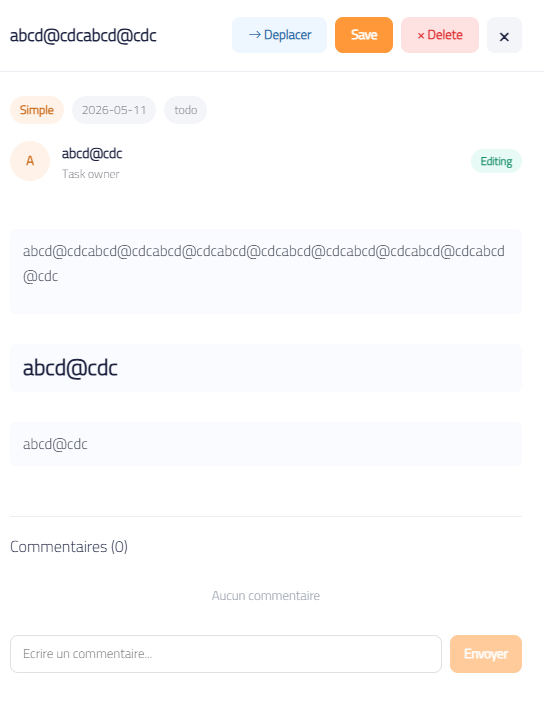 abcd@cdcabcd@cdc
→ Deplacer
Save
× Delete
×
Simple
2026-05-11
todo
A
abcd@cdc
Task owner
Editing
abcd@cdcabcd@cdcabcd@cdcabcd@cdcabcd@cdcabcd@cdcabcd@cdcabcd
@cdc
abcd@cdc
abcd@cdc
Commentaires (0)
Aucun commentaire
Ecrire un commentaire...
Envoyer